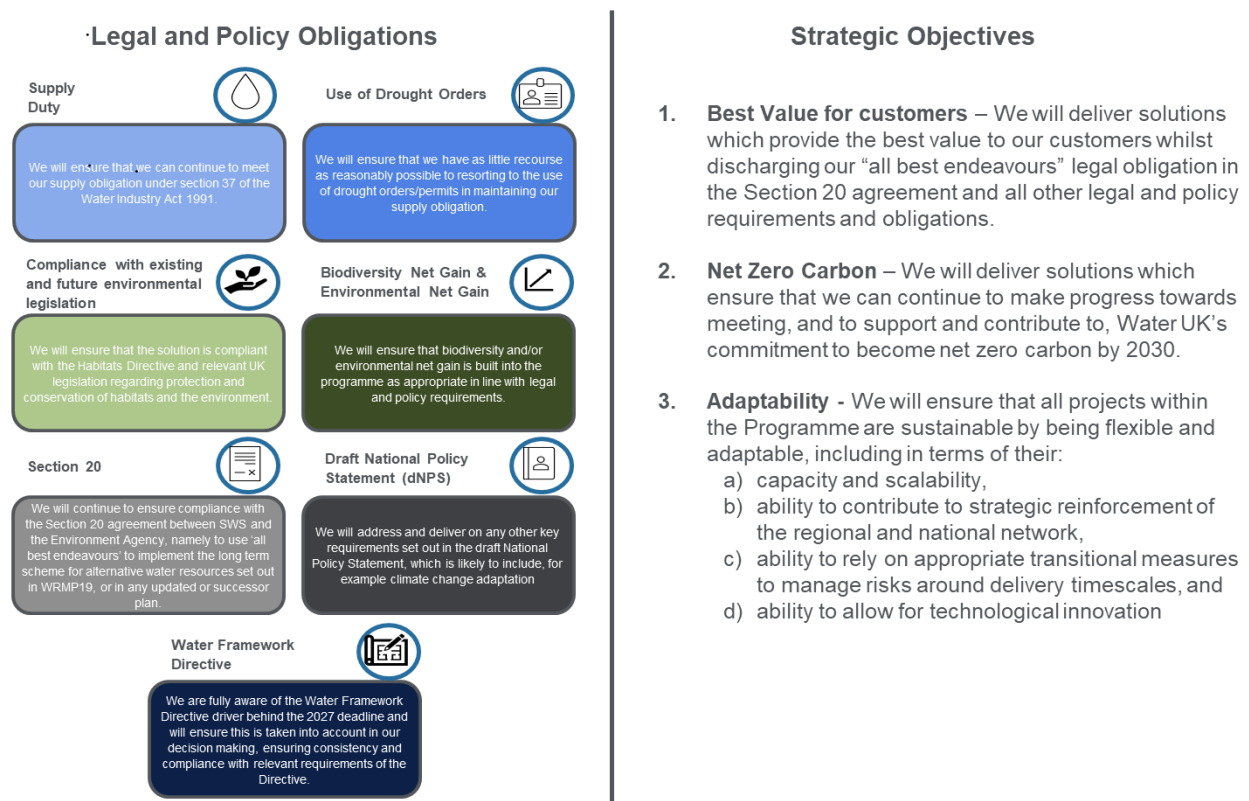 Legal and Policy Obligations
Supply
Duty
We will ensure that we can continue to meet
our supply obligation under section 37 of the
Water Industry Act 1991.
Use of Drought Orders
We will ensure that we have as little recourse
as reasonably possible to resorting to the use
of drought orders/permits in maintaining our
supply obligation.
Compliance with existing
and future environmental
legislation
We will ensure that the solution is compliant
with the Habitats Directive and relevant UK
legislation regarding protection and
conservation of habitats and the environment.
Biodiversity Net Gain &
Environmental Net Gain
We will ensure that biodiversity and/or
environmental net gain is built into the
programme as appropriate in line with legal
and policy requirements.
Section 20
We will continue to ensure compliance with
the Section 20 agreement between SWS and
the Environment Agency, namely to use 'all
best endeavours' to implement the long term
scheme for alternative water resources set out
in WRMP19, or in any updated or successor
plan.
Draft National Policy
Statement (dNPS)
We will address and deliver on any other key
requirements set out in the draft National
Policy Statement, which is likely to include, for
example climate change adaptation
Water Framework
Directive
We are fully aware of the Water Framework
Directive driver behind the 2027 deadline and
will ensure this is taken into account in our
decision making, ensuring consistency and
compliance with relevant requirements of the
Directive.
Strategic Objectives
1. Best Value for customers – We will deliver solutions
which provide the best value to our customers whilst
discharging our “all best endeavours” legal obligation in
the Section 20 agreement and all other legal and policy
requirements and obligations.
2. Net Zero Carbon – We will deliver solutions which
ensure that we can continue to make progress towards
meeting, and to support and contribute to, Water UK’s
commitment to become net zero carbon by 2030.
3. Adaptability - We will ensure that all projects within
the Programme are sustainable by being flexible and
adaptable, including in terms of their:
a) capacity and scalability,
b) ability to contribute to strategic reinforcement of
the regional and national network,
c) ability to rely on appropriate transitional measures
to manage risks around delivery timescales, and
d) ability to allow for technological innovation